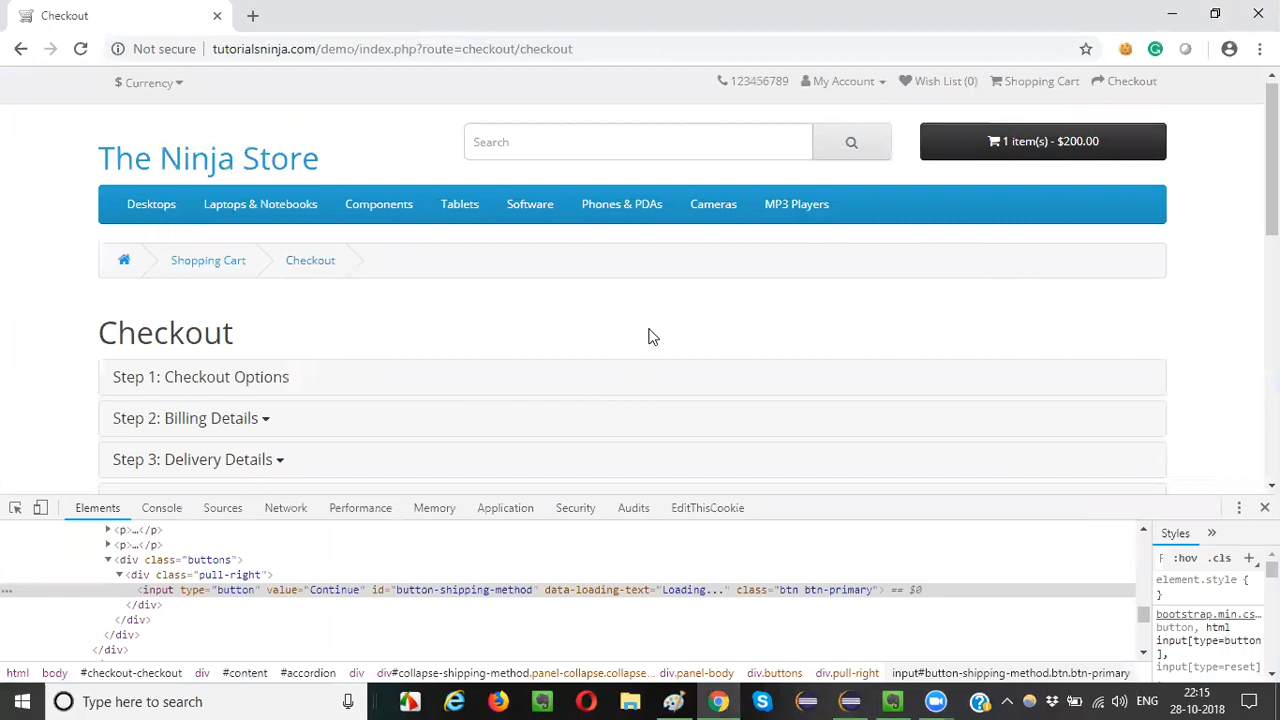 Checkout
Not secure | tutorialsninja.com/demo/index.php?route=checkout/checkout
$ Currency
123456789 My Account Wish List (0) Shopping Cart Checkout
The Ninja Store
Search
1 item(s) - $200.00
Desktops Laptops & Notebooks Components Tablets Software Phones & PDAs Cameras MP3 Players
Shopping Cart Checkout
Checkout
Step 1: Checkout Options
Step 2: Billing Details
Step 3: Delivery Details
Elements Console Sources Network Performance Memory Application Security Audits EditThisCookie
<p>…</p>
<p>…</p>
<div class="buttons">
<div class="pull-right">
<input type="button" value="Continue" id="button-shipping-method" data-loading-text="Loading..." class="btn btn-primary"> == $0
</div>
</div>
</div>
</div>
Styles »
F :hov .cls +
element.style {
}
bootstrap.min.cs…
button, html
input[type=button
],
input[type=reset]
html body #checkout-checkout div #content #accordion div #collapse-shipping-method.panel-collapse.collapse... div.panel-body div.buttons div.pull-right input#button-shipping-method.btn.btn-primary
Type here to search
ENG
22:15
28-10-2018